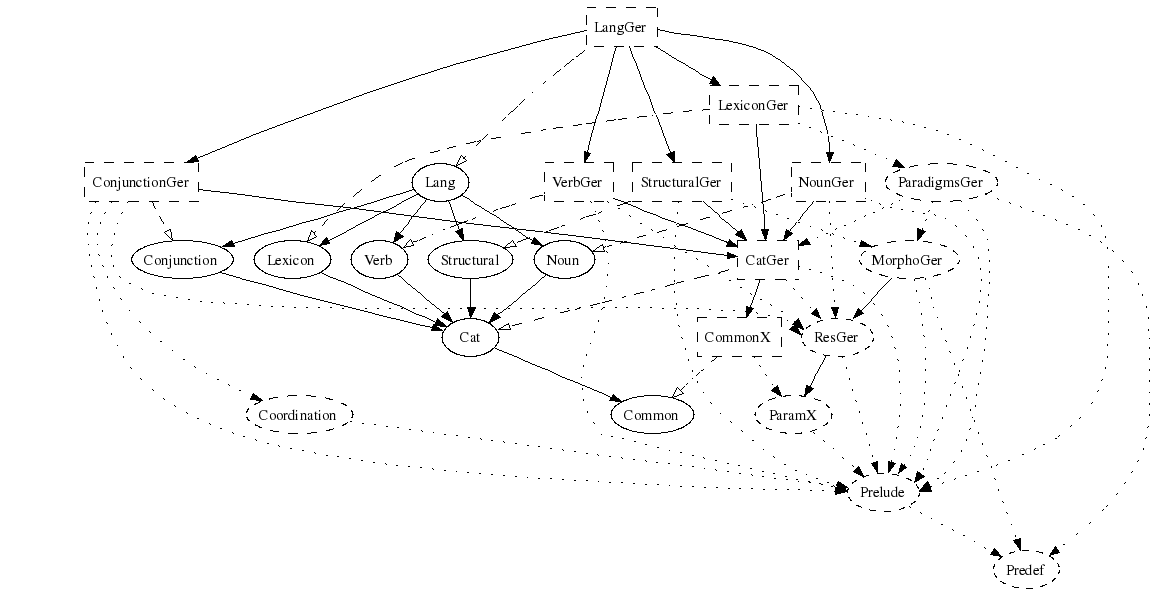 LangGer
LexiconGer
ConjunctionGer
Lang
VerbGer
StructuralGer
NounGer
ParadigmsGer
Conjunction
Lexicon
Verb
Structural
Noun
CatGer
MorphoGer
Cat
CommonX
ResGer
Coordination
Common
ParamX
Prelude
Predef